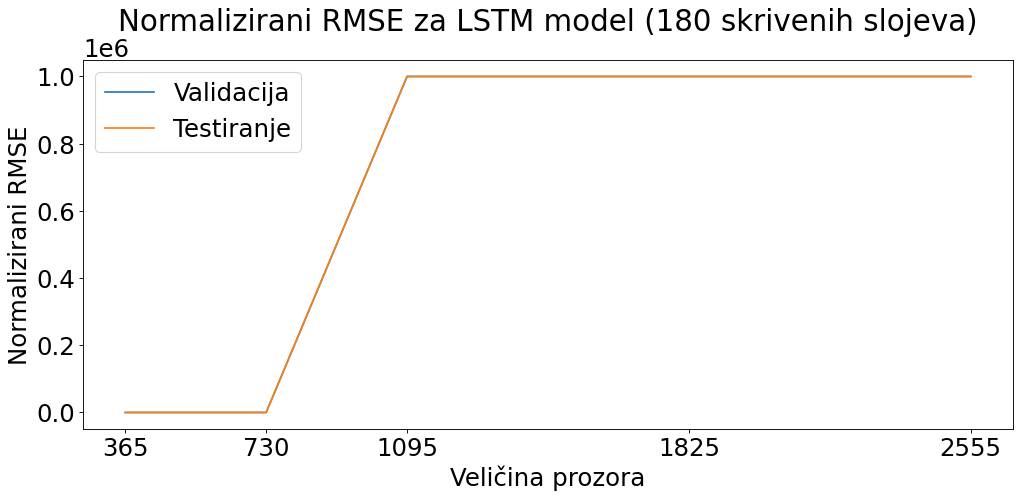 Normalizirani RMSE za LSTM model (180 skrivenih slojeva)
1e6
Validacija
Testiranje
Normalizirani RMSE
1.0
0.8
0.6
0.4
0.2
0.0
365 730 1095 1825 2555
Veličina prozora